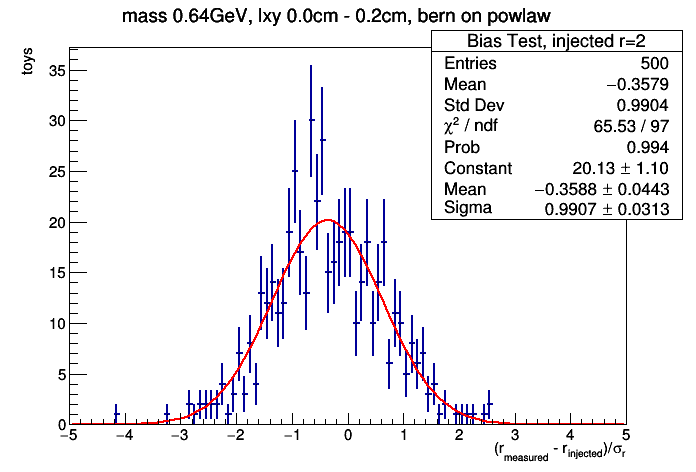 mass 0.64GeV, lxy 0.0cm - 0.2cm, bern on powlaw
Bias Test, injected r=2
Entries 500
Mean −0.3579
Std Dev 0.9904
χ² / ndf 65.53 / 97
Prob 0.994
Constant 20.13 ± 1.10
Mean −0.3588 ± 0.0443
Sigma 0.9907 ± 0.0313
toys
35
30
25
20
15
10
5
0
−5 −4 −3 −2 −1 0 1 2 3 4 5
(r_measured - r_injected)/σ_r